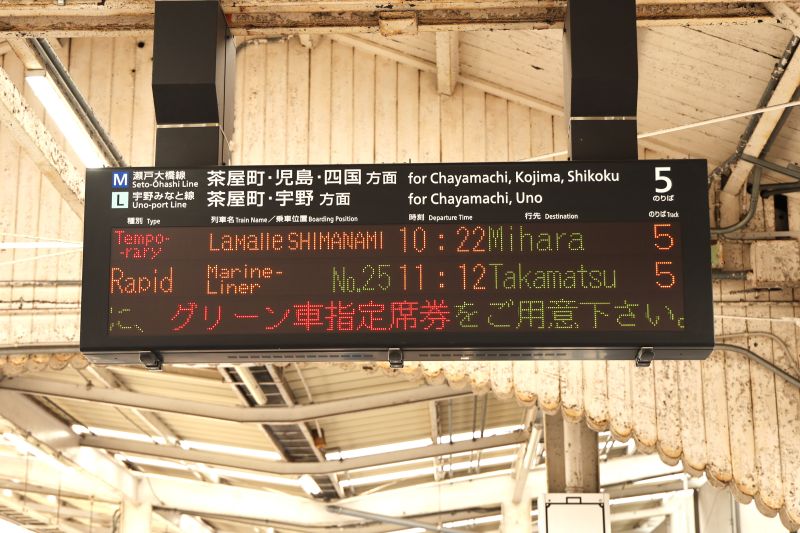 M 瀬戸大橋線 茶屋町・児島・四国 方面 for Chayamachi, Kojima, Shikoku 5
Seto-Ōhashi Line のりば
L 宇野みなと線 茶屋町・宇野 方面 for Chayamachi, Uno
Uno-port Line
種別 Type 列車名 Train Name／乗車位置 Boarding Position 時刻 Departure Time 行先 Destination のりば Track
Tempo-rary LaMalle SHIMANAMI 10:22 Mihara 5
Rapid Marine-Liner No.25 11:12 Takamatsu 5
に、 グリーン車指定席券をご用意下さい。